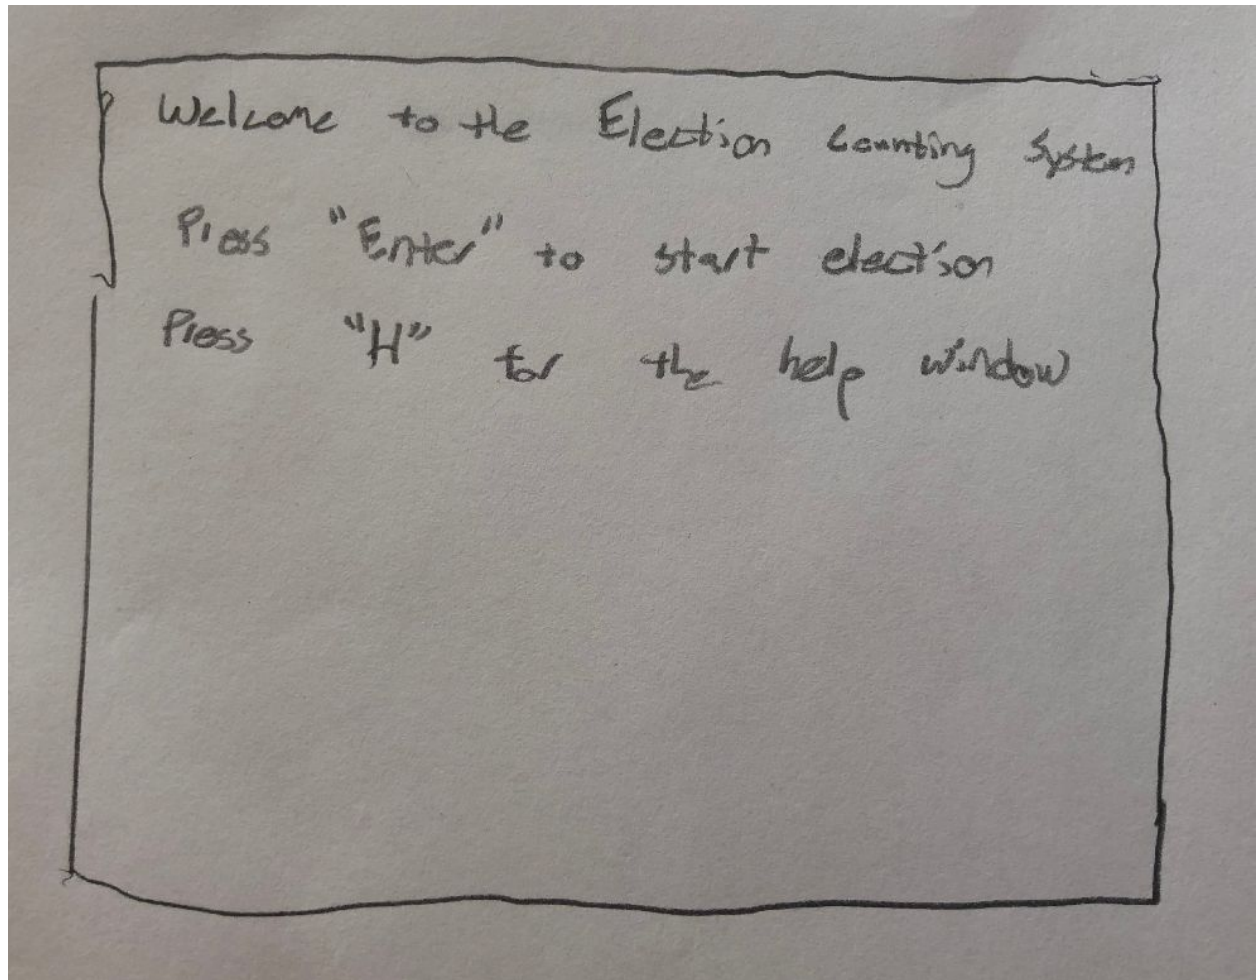 Welcome to the Election counting System
Press "Enter" to start election
Press "H" for the help window